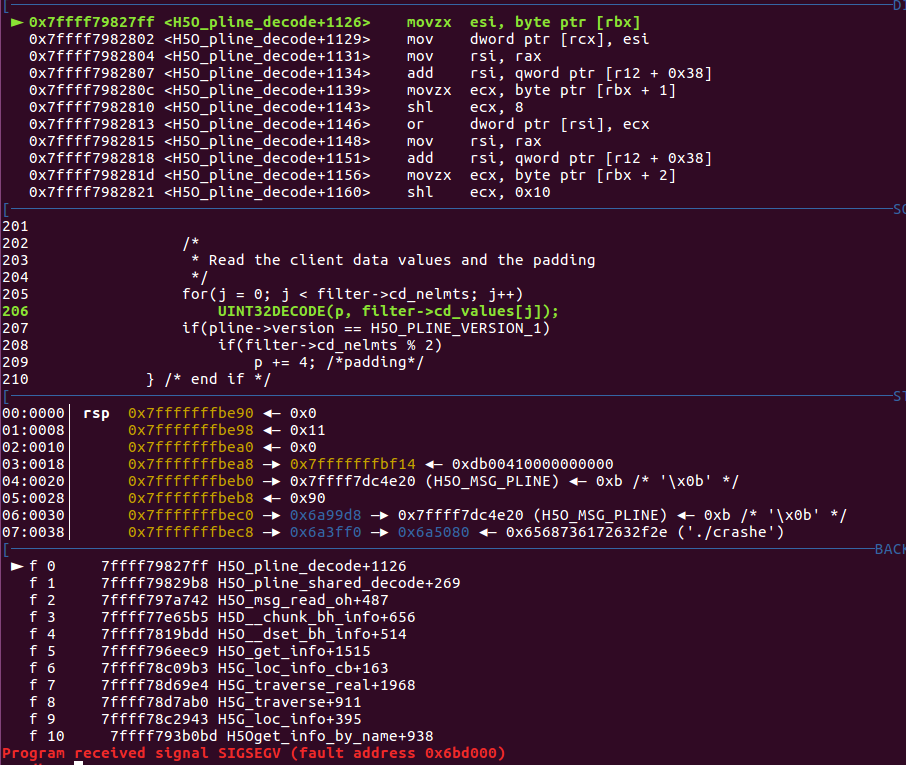 [ DI
► 0x7ffff79827ff <H5O_pline_decode+1126> movzx esi, byte ptr [rbx]
0x7ffff7982802 <H5O_pline_decode+1129> mov dword ptr [rcx], esi
0x7ffff7982804 <H5O_pline_decode+1131> mov rsi, rax
0x7ffff7982807 <H5O_pline_decode+1134> add rsi, qword ptr [r12 + 0x38]
0x7ffff798280c <H5O_pline_decode+1139> movzx ecx, byte ptr [rbx + 1]
0x7ffff7982810 <H5O_pline_decode+1143> shl ecx, 8
0x7ffff7982813 <H5O_pline_decode+1146> or dword ptr [rsi], ecx
0x7ffff7982815 <H5O_pline_decode+1148> mov rsi, rax
0x7ffff7982818 <H5O_pline_decode+1151> add rsi, qword ptr [r12 + 0x38]
0x7ffff798281d <H5O_pline_decode+1156> movzx ecx, byte ptr [rbx + 2]
0x7ffff7982821 <H5O_pline_decode+1160> shl ecx, 0x10
[ SO
201
202 /*
203 * Read the client data values and the padding
204 */
205 for(j = 0; j < filter->cd_nelmts; j++)
206 UINT32DECODE(p, filter->cd_values[j]);
207 if(pline->version == H5O_PLINE_VERSION_1)
208 if(filter->cd_nelmts % 2)
209 p += 4; /*padding*/
210 } /* end if */
[ ST
00:0000│ rsp 0x7fffffffbe90 ◄— 0x0
01:0008│ 0x7fffffffbe98 ◄— 0x11
02:0010│ 0x7fffffffbea0 ◄— 0x0
03:0018│ 0x7fffffffbea8 —► 0x7fffffffbf14 ◄— 0xdb00410000000000
04:0020│ 0x7fffffffbeb0 —► 0x7ffff7dc4e20 (H5O_MSG_PLINE) ◄— 0xb /* '\x0b' */
05:0028│ 0x7fffffffbeb8 ◄— 0x90
06:0030│ 0x7fffffffbec0 —► 0x6a99d8 —► 0x7ffff7dc4e20 (H5O_MSG_PLINE) ◄— 0xb /* '\x0b' */
07:0038│ 0x7fffffffbec8 —► 0x6a3ff0 —► 0x6a5080 ◄— 0x6568736172632f2e ('./crashe')
[ BACK
► f 0 7ffff79827ff H5O_pline_decode+1126
f 1 7ffff79829b8 H5O_pline_shared_decode+269
f 2 7ffff797a742 H5O_msg_read_oh+487
f 3 7ffff77e65b5 H5D__chunk_bh_info+656
f 4 7ffff7819bdd H5O__dset_bh_info+514
f 5 7ffff796eec9 H5O_get_info+1515
f 6 7ffff78c09b3 H5G_loc_info_cb+163
f 7 7ffff78d69e4 H5G_traverse_real+1968
f 8 7ffff78d7ab0 H5G_traverse+911
f 9 7ffff78c2943 H5G_loc_info+395
f 10 7ffff793b0bd H5Oget_info_by_name+938
Program received signal SIGSEGV (fault address 0x6bd000)